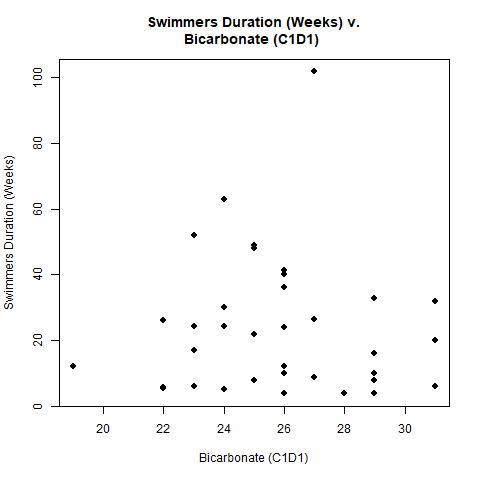 Swimmers Duration (Weeks) v.
Bicarbonate (C1D1)
Swimmers Duration (Weeks)
100
80
60
40
20
0
20 22 24 26 28 30
Bicarbonate (C1D1)